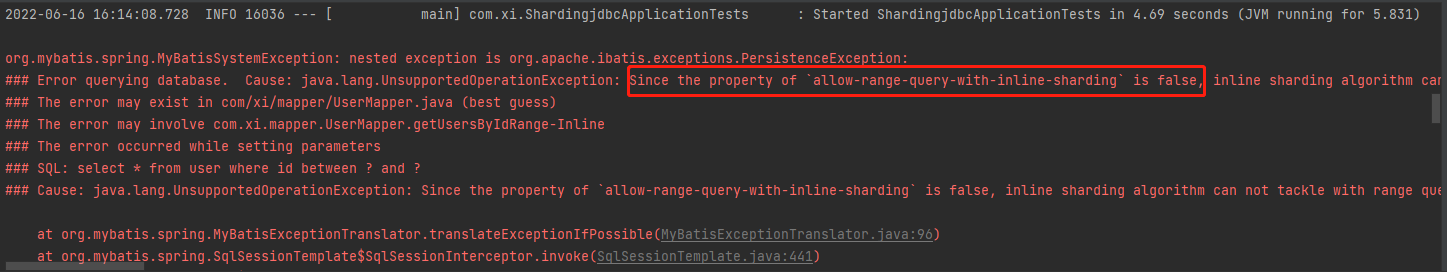 2022-06-16 16:14:08.728  INFO 16036 --- [           main] com.xi.ShardingjdbcApplicationTests      : Started ShardingjdbcApplicationTests in 4.69 seconds (JVM running for 5.831)
org.mybatis.spring.MyBatisSystemException: nested exception is org.apache.ibatis.exceptions.PersistenceException:
### Error querying database.  Cause: java.lang.UnsupportedOperationException: Since the property of `allow-range-query-with-inline-sharding` is false, inline sharding algorithm can
### The error may exist in com/xi/mapper/UserMapper.java (best guess)
### The error may involve com.xi.mapper.UserMapper.getUsersByIdRange-Inline
### The error occurred while setting parameters
### SQL: select * from user where id between ? and ?
### Cause: java.lang.UnsupportedOperationException: Since the property of `allow-range-query-with-inline-sharding` is false, inline sharding algorithm can not tackle with range que
at org.mybatis.spring.MyBatisExceptionTranslator.translateExceptionIfPossible(MyBatisExceptionTranslator.java:96)
at org.mybatis.spring.SqlSessionTemplate$SqlSessionInterceptor.invoke(SqlSessionTemplate.java:441)